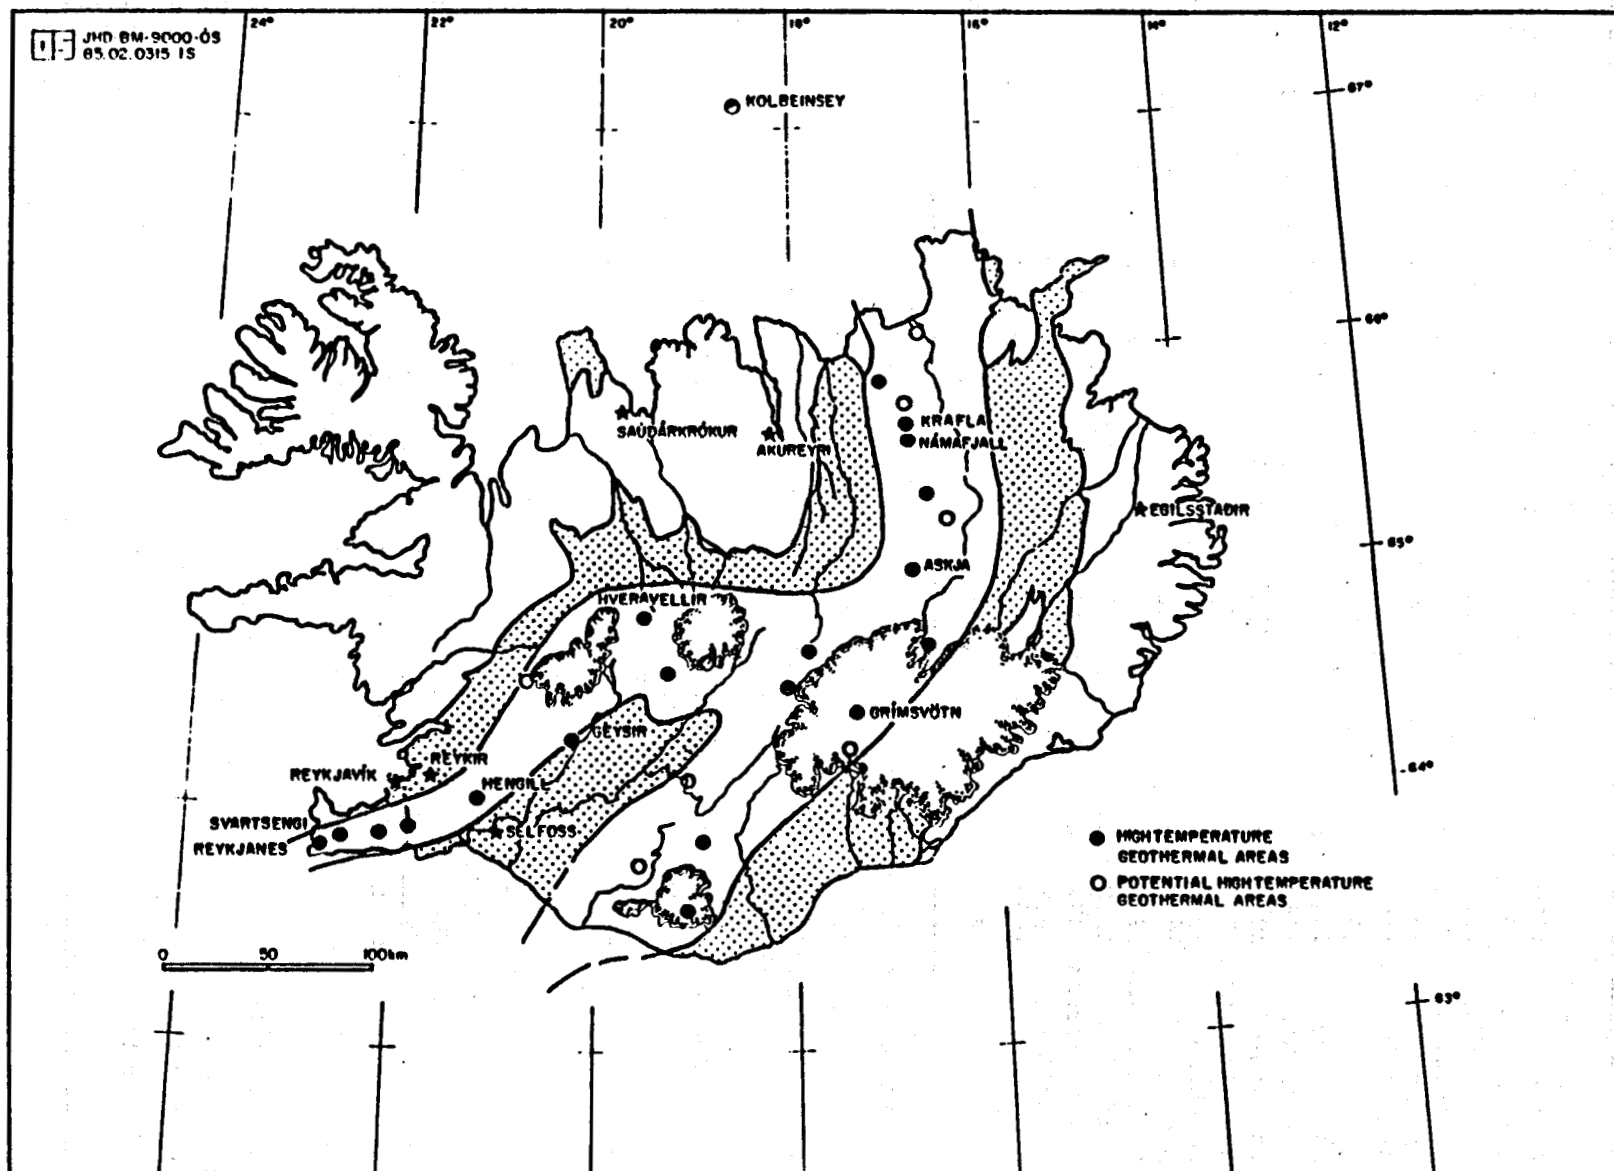 JHD BM-9000-ÓS
85.02.0315 IS
24°
22°
20°
18°
16°
14°
12°
67°
KOLBEINSEY
66°
KRAFLA
SAUDÁRKRÓKUR
NÁMAFJALL
AKUREYRI
EGILSSTADIR
65°
ASKJA
HVERAVELLIR
GRÍMSVÖTN
GEYSIR
REYKIR
REYKJAVÍK
64°
HENGILL
SVARTSENGI
SELFOSS
REYKJANES
HIGHTEMPERATURE
GEOTHERMAL AREAS
POTENTIAL HIGHTEMPERATURE
GEOTHERMAL AREAS
0 50 100km
63°